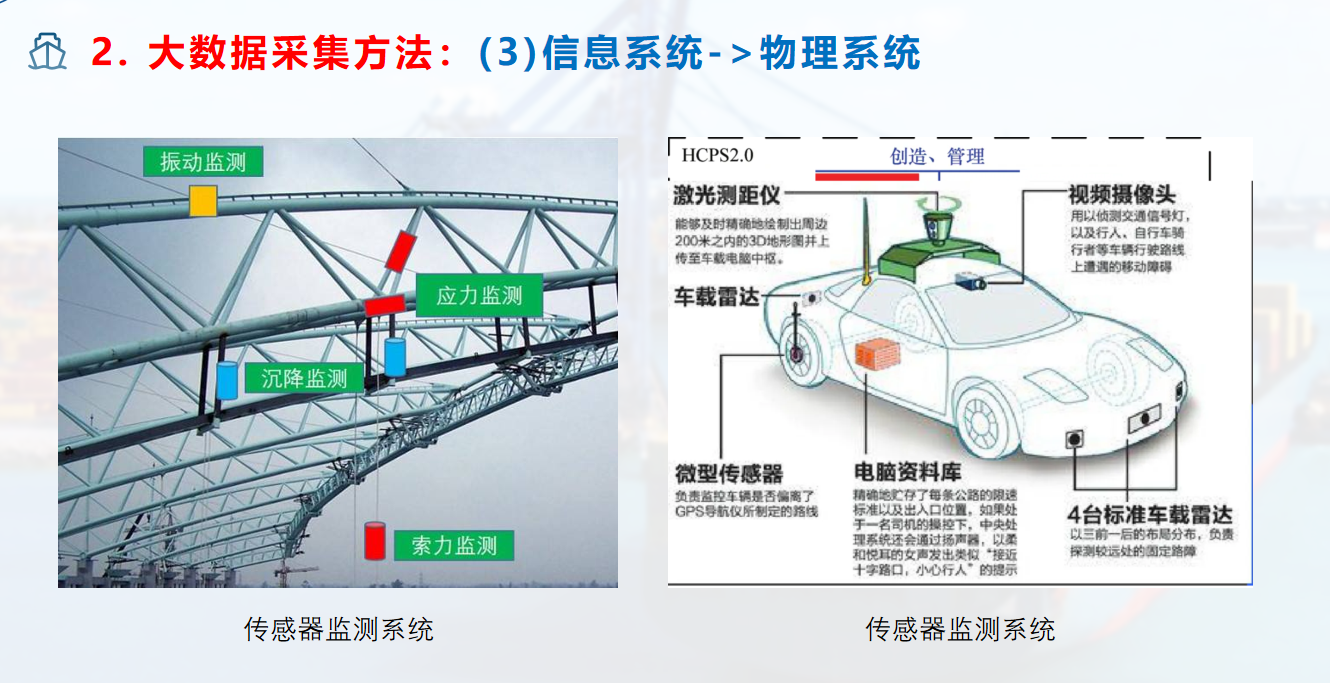 2. 大数据采集方法：(3)信息系统->物理系统
振动监测
应力监测
沉降监测
索力监测
传感器监测系统
HCPS2.0
创造、管理
激光测距仪
能够及时精确地绘制出周边
200米之内的3D地形图并上
传至车载电脑中枢。
视频摄像头
用以侦测交通信号灯，
以及行人、自行车骑
行者等车辆行驶路线
上遭遇的移动障碍
车载雷达
微型传感器
负责监控车辆是否偏离了
GPS导航仪所制定的路线
电脑资料库
精确地贮存了每条公路的限速
标准以及出入口位置，如果处
于一名司机的操控下，中央处
理系统还会通过扬声器，以柔
和悦耳的女声发出类似“接近
十字路口，小心行人”的提示
4台标准车载雷达
以三前一后的布局分布，负责
探测较远处的固定路障
传感器监测系统